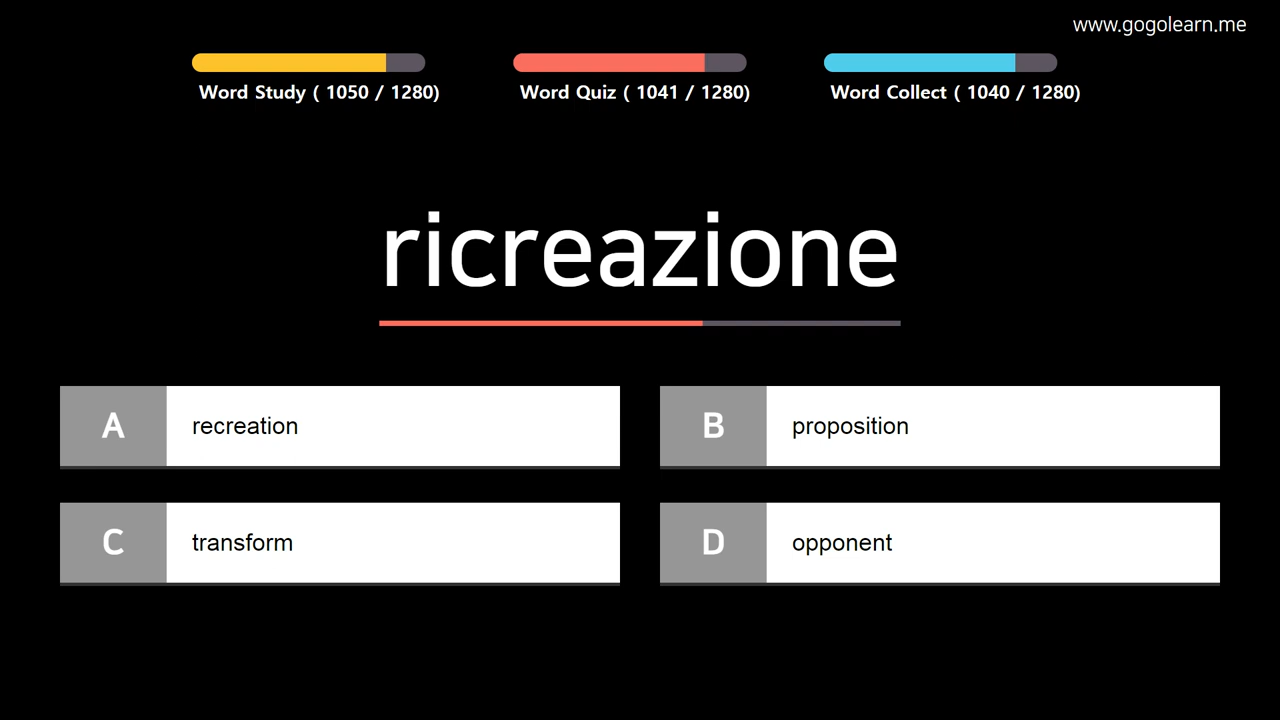 www.gogolearn.me
Word Study ( 1050 / 1280)
Word Quiz ( 1041 / 1280)
Word Collect ( 1040 / 1280)
ricreazione
A recreation
B proposition
C transform
D opponent